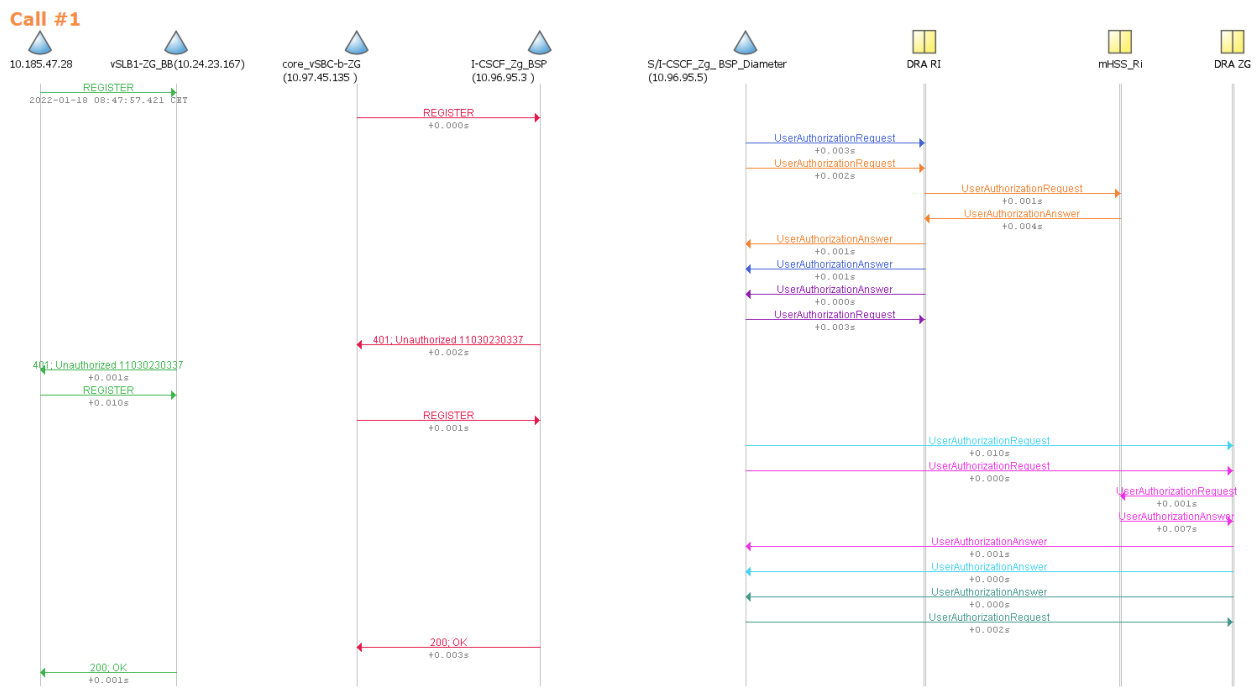 Call #1
10.185.47.28
vSLB1-ZG_BB(10.24.23.167)
core_vSBC-b-ZG
(10.97.45.135 )
I-CSCF_Zg_BSP
(10.96.95.3 )
S/I-CSCF_Zg_ BSP_Diameter
(10.96.95.5)
DRA RI
mHSS_Ri
DRA ZG
REGISTER
2022-01-18 08:47:57.421 CET
REGISTER
+0.000s
UserAuthorizationRequest
+0.003s
UserAuthorizationRequest
+0.002s
UserAuthorizationRequest
+0.001s
UserAuthorizationAnswer
+0.004s
UserAuthorizationAnswer
+0.001s
UserAuthorizationAnswer
+0.001s
UserAuthorizationAnswer
+0.000s
UserAuthorizationRequest
+0.003s
401; Unauthorized 11030230337
+0.002s
401; Unauthorized 11030230337
+0.001s
REGISTER
+0.010s
REGISTER
+0.001s
UserAuthorizationRequest
+0.010s
UserAuthorizationRequest
+0.000s
UserAuthorizationRequest
+0.001s
UserAuthorizationAnswer
+0.007s
UserAuthorizationAnswer
+0.001s
UserAuthorizationAnswer
+0.000s
UserAuthorizationAnswer
+0.000s
UserAuthorizationRequest
+0.002s
200; OK
+0.003s
200; OK
+0.001s